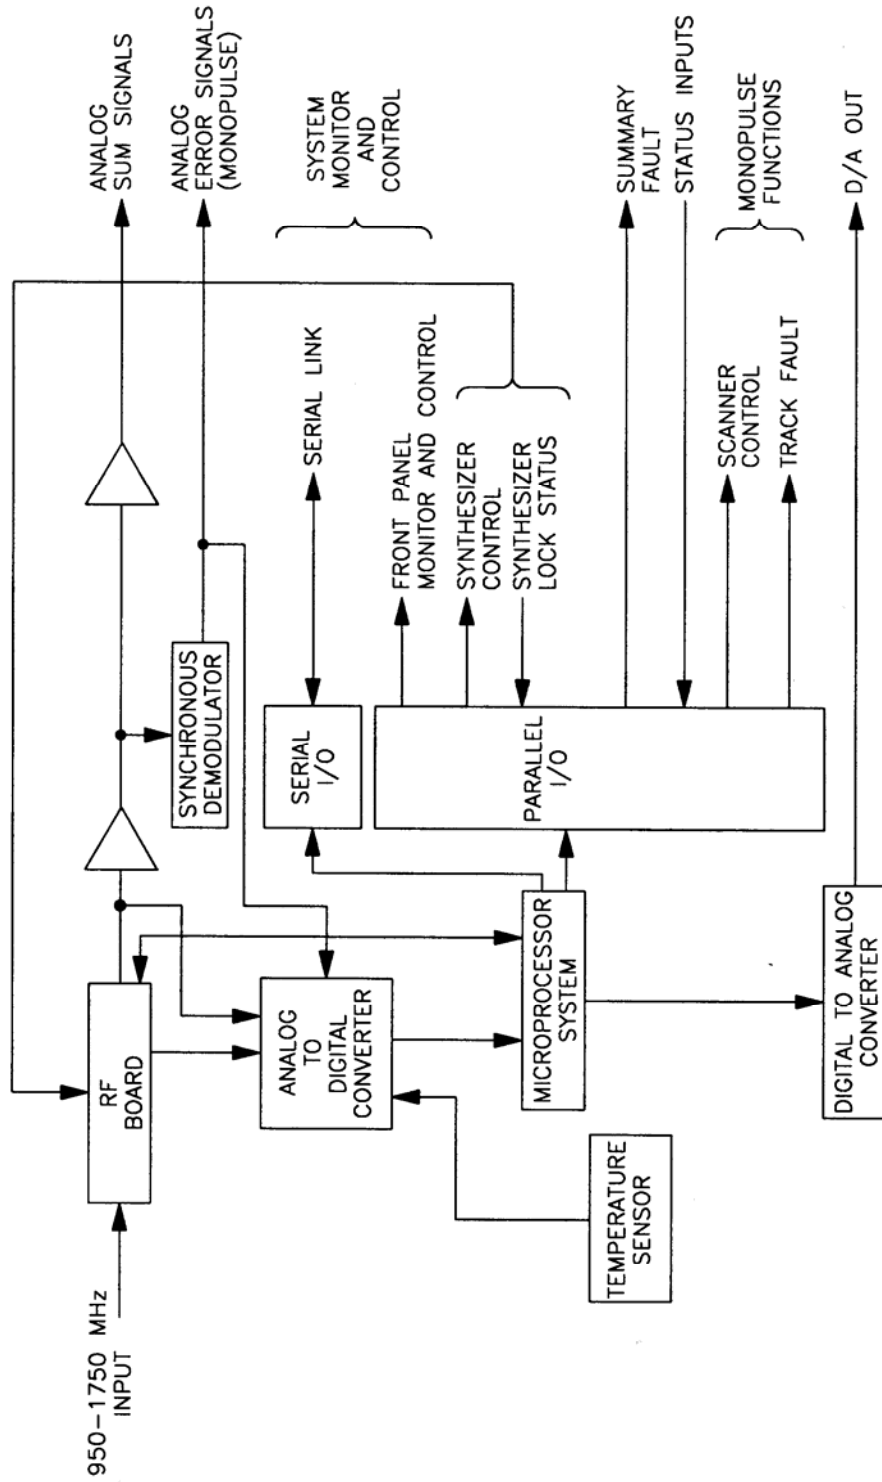 ANALOG
SUM SIGNALS
ANALOG
ERROR SIGNALS
(MONOPULSE)
SYSTEM
MONITOR
AND
CONTROL
SUMMARY
FAULT
STATUS INPUTS
MONOPULSE
FUNCTIONS
D/A OUT
SERIAL LINK
FRONT PANEL
MONITOR AND CONTROL
SYNTHESIZER
CONTROL
SYNTHESIZER
LOCK STATUS
SCANNER
CONTROL
TRACK FAULT
SYNCHRONOUS
DEMODULATOR
SERIAL
I/O
PARALLEL
I/O
RF
BOARD
ANALOG
TO
DIGITAL
CONVERTER
MICROPROCESSOR
SYSTEM
DIGITAL TO ANALOG
CONVERTER
TEMPERATURE
SENSOR
950-1750 MHz
INPUT